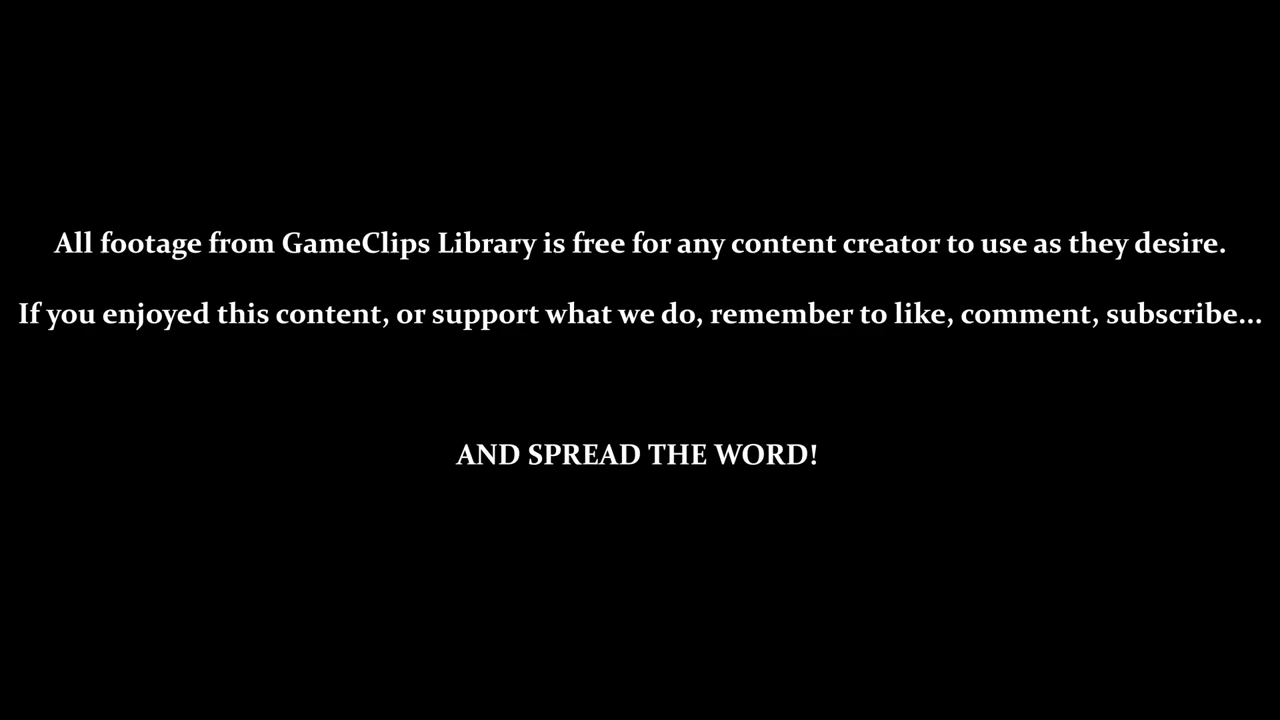 All footage from GameClips Library is free for any content creator to use as they desire.
If you enjoyed this content, or support what we do, remember to like, comment, subscribe...
AND SPREAD THE WORD!